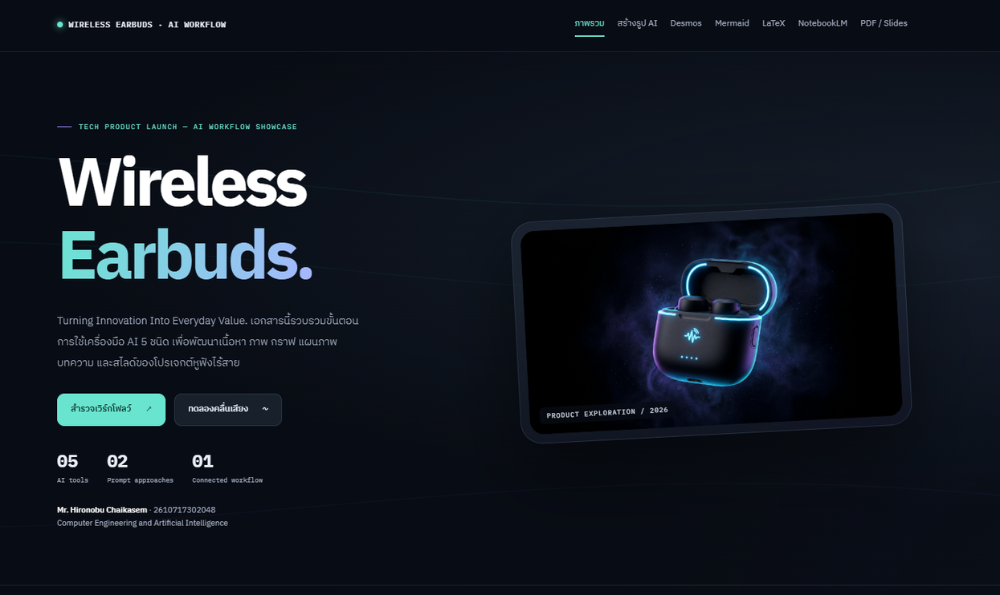 WIRELESS EARBUDS · AI WORKFLOW
ภาพรวม สร้างรูป AI Desmos Mermaid LaTeX NotebookLM PDF / Slides
TECH PRODUCT LAUNCH — AI WORKFLOW SHOWCASE
Wireless
Earbuds.
Turning Innovation Into Everyday Value. เอกสารนี้รวบรวมขั้นตอน
การใช้เครื่องมือ AI 5 ชนิด เพื่อพัฒนาเนื้อหา ภาพ กราฟ แผนภาพ
บทความ และสไลด์ของโปรเจกต์หูฟังไร้สาย
สำรวจเวิร์กโฟลว์ ↗ ทดลองคลื่นเสียง ~
05 02 01
AI tools Prompt approaches Connected workflow
Mr. Hironobu Chaikasem · 2610717302048
Computer Engineering and Artificial Intelligence
PRODUCT EXPLORATION / 2026